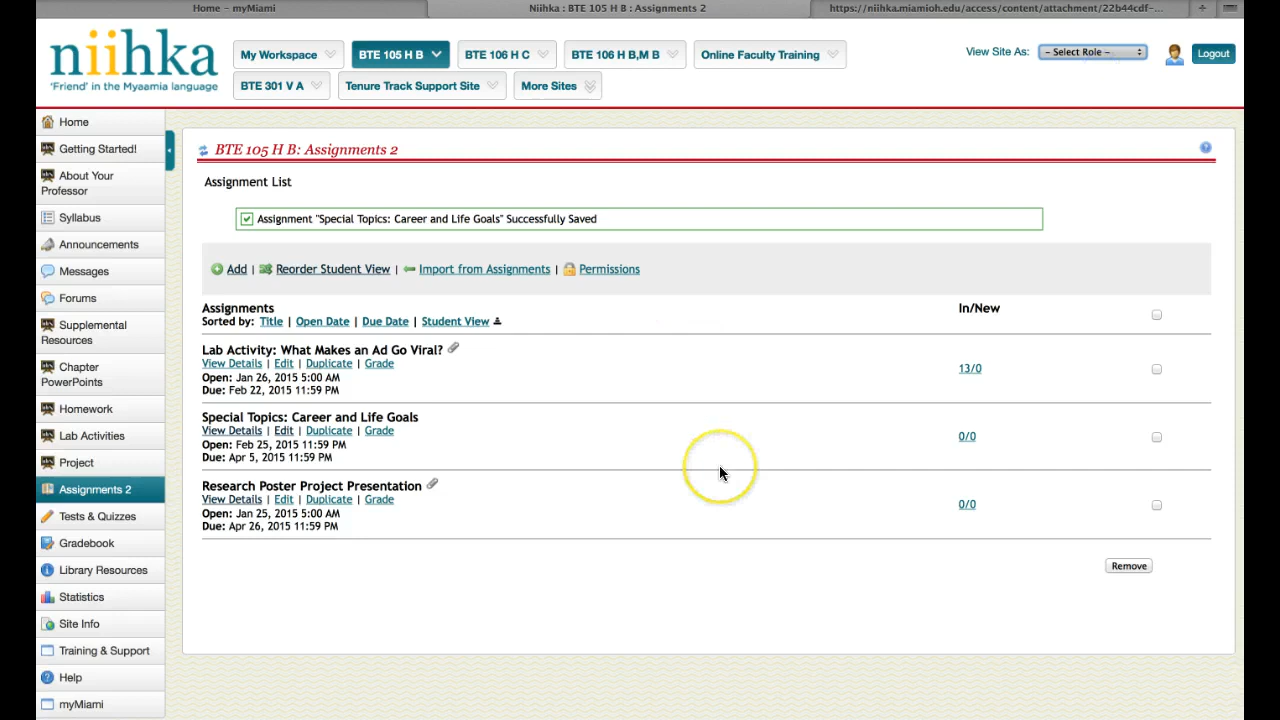 Home – myMiami
Niihka : BTE 105 H B : Assignments 2
https://niihka.miamioh.edu/access/content/attachment/22b44cdf-...
niihka
'Friend' in the Myaamia language
My Workspace
BTE 105 H B
BTE 106 H C
BTE 106 H B,M B
Online Faculty Training
BTE 301 V A
Tenure Track Support Site
More Sites
View Site As:
- Select Role -
Logout
Home
Getting Started!
About Your
Professor
Syllabus
Announcements
Messages
Forums
Supplemental
Resources
Chapter
PowerPoints
Homework
Lab Activities
Project
Assignments 2
Tests & Quizzes
Gradebook
Library Resources
Statistics
Site Info
Training & Support
Help
myMiami
BTE 105 H B: Assignments 2
Assignment List
Assignment "Special Topics: Career and Life Goals" Successfully Saved
Add | Reorder Student View | Import from Assignments | Permissions
Assignments
In/New
Sorted by: Title | Open Date | Due Date | Student View
Lab Activity: What Makes an Ad Go Viral?
View Details | Edit | Duplicate | Grade
13/0
Open: Jan 26, 2015 5:00 AM
Due: Feb 22, 2015 11:59 PM
Special Topics: Career and Life Goals
View Details | Edit | Duplicate | Grade
0/0
Open: Feb 25, 2015 11:59 PM
Due: Apr 5, 2015 11:59 PM
Research Poster Project Presentation
View Details | Edit | Duplicate | Grade
0/0
Open: Jan 25, 2015 5:00 AM
Due: Apr 26, 2015 11:59 PM
Remove